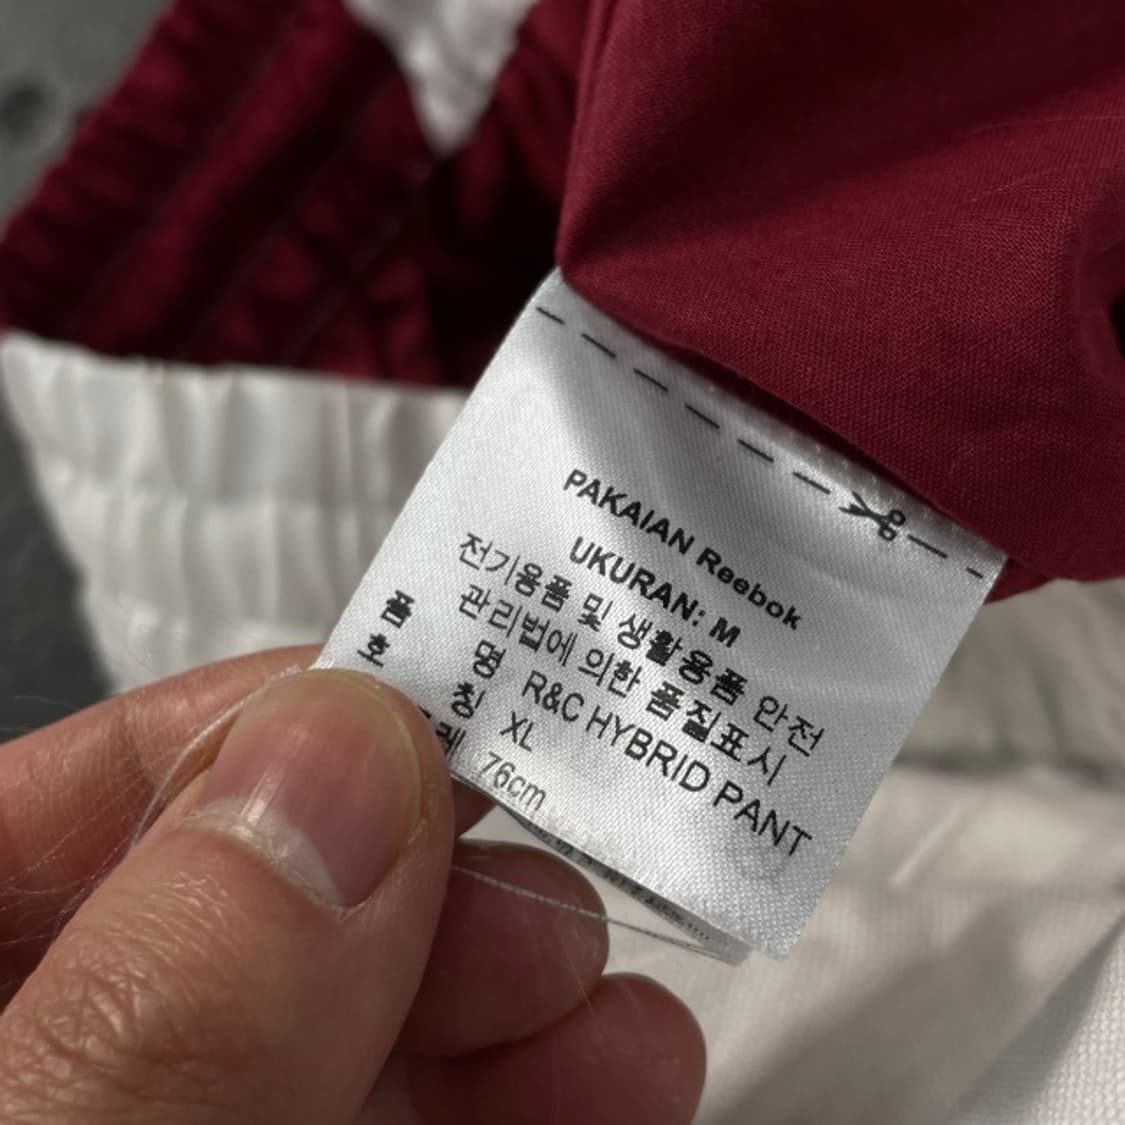 PAKAIAN Reebok
UKURAN: M
전기용품 및 생활용품 안전
관리법에 의한 품질표시
품 명 R&C HYBRID PANT
호 칭 XL
레 76cm